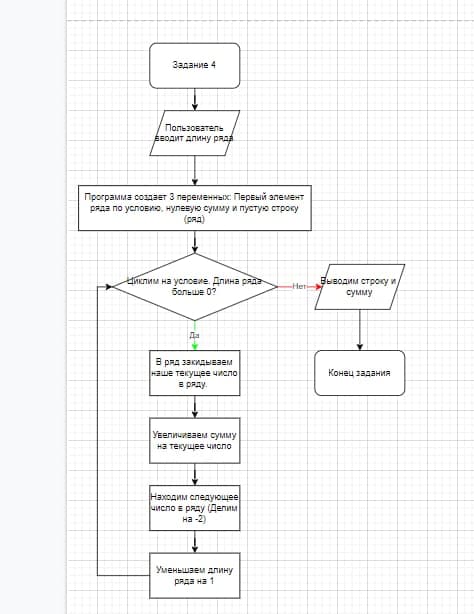 Задание 4
Пользователь
вводит длину ряда
Программа создает 3 переменных: Первый элемент
ряда по условию, нулевую сумму и пустую строку
(ряд)
Циклим на условие. Длина ряда
больше 0?
Нет
Выводим строку и
сумму
Да
В ряд закидываем
наше текущее число
в ряду.
Конец задания
Увеличиваем сумму
на текущее число
Находим следующее
число в ряду (Делим
на -2)
Уменьшаем длину
ряда на 1